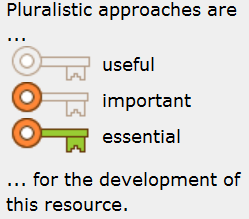 Pluralistic approaches are
...
useful
important
essential
... for the development of
this resource.